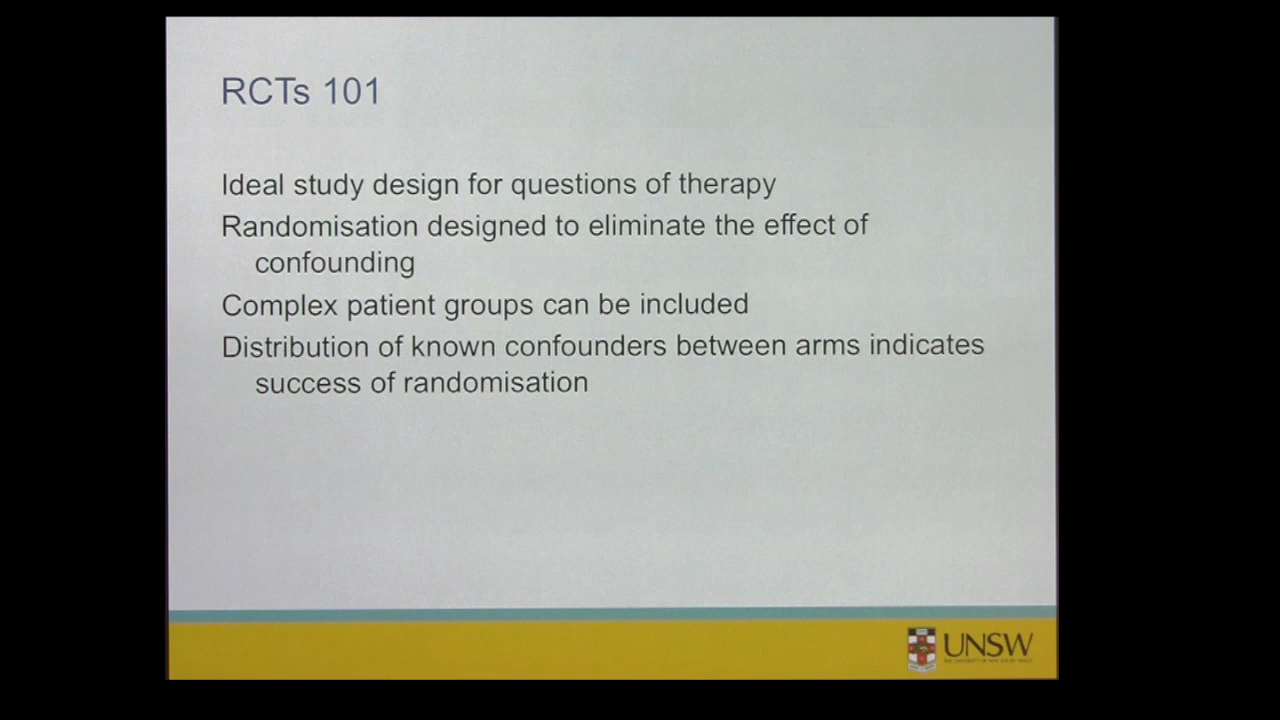 RCTs 101
Ideal study design for questions of therapy
Randomisation designed to eliminate the effect of
confounding
Complex patient groups can be included
Distribution of known confounders between arms indicates
success of randomisation
UNSW